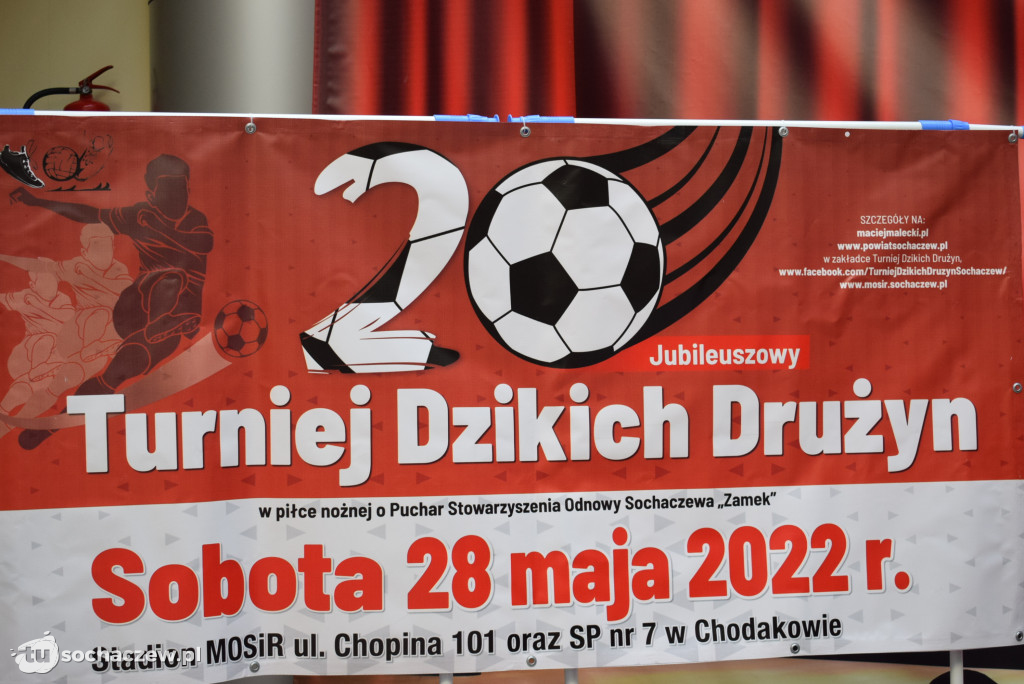 20
SZCZEGÓŁY NA:
maciejmalecki.pl
www.powiatsochaczew.pl
w zakładce Turniej Dzikich Drużyn,
www.facebook.com/TurniejDzikichDruzynSochaczew/
www.mosir.sochaczew.pl
Jubileuszowy
Turniej Dzikich Drużyn
w piłce nożnej o Puchar Stowarzyszenia Odnowy Sochaczewa „Zamek”
Sobota 28 maja 2022 r.
Stadion MOSiR ul. Chopina 101 oraz SP nr 7 w Chodakowie
tu sochaczew.pl